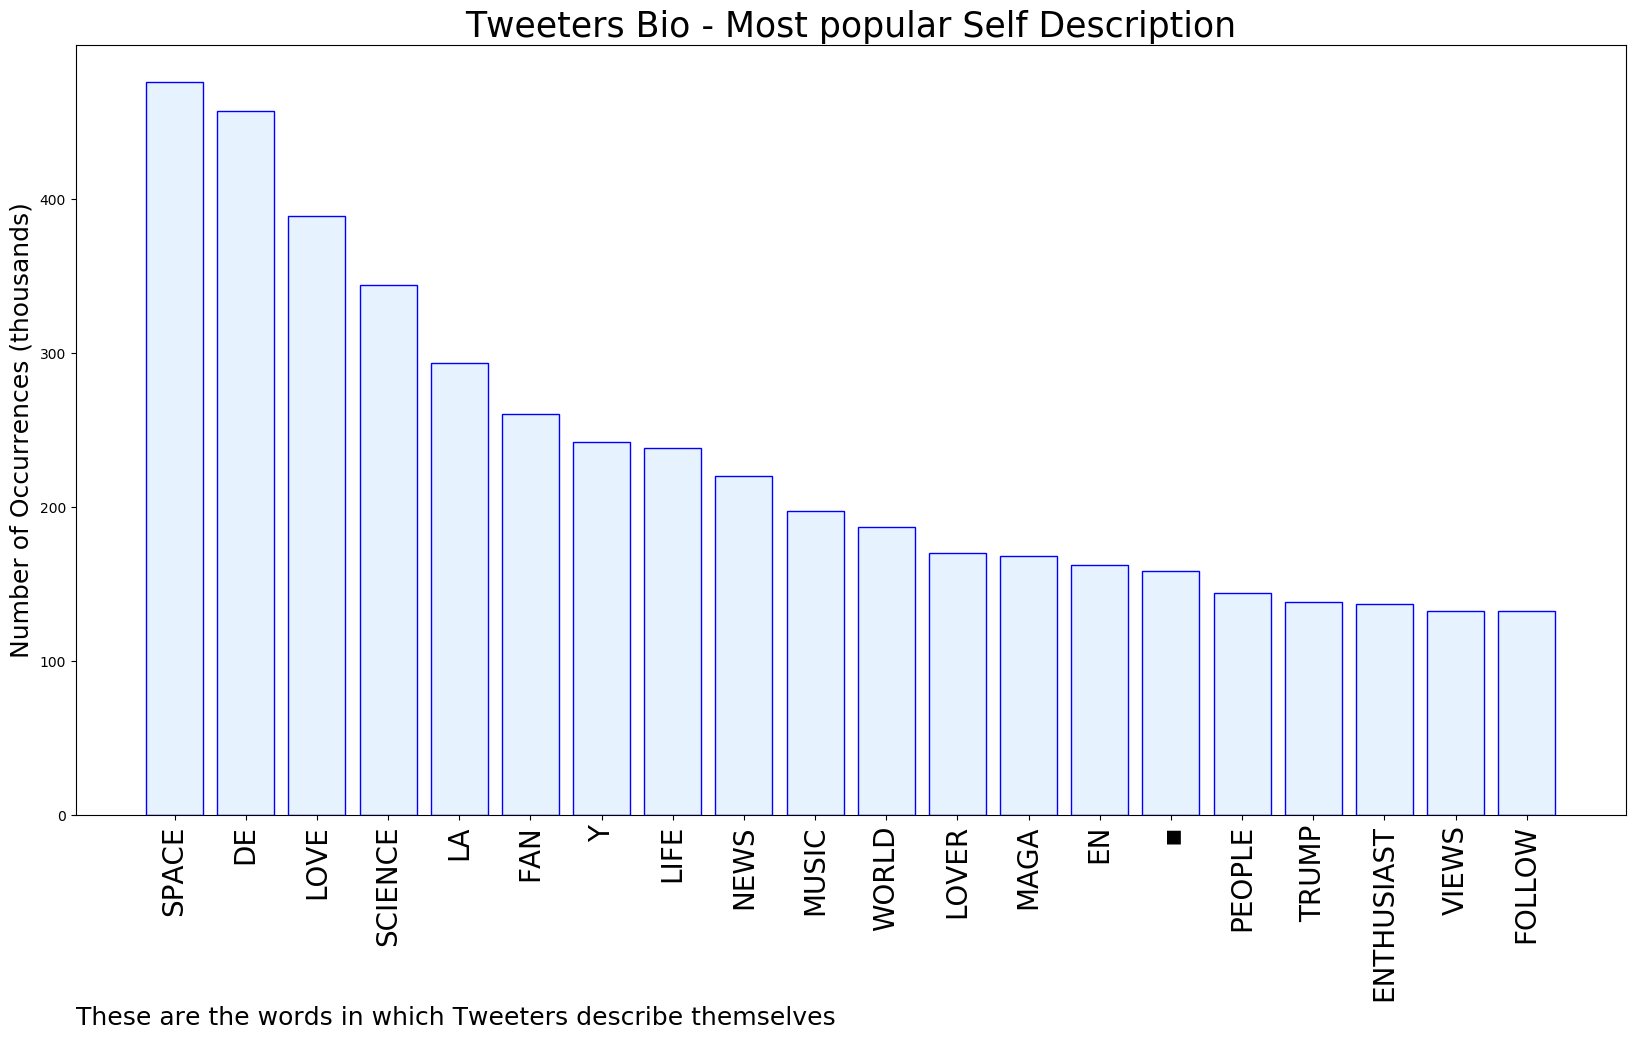 Tweeters Bio - Most popular Self Description
Number of Occurrences (thousands)
400
300
200
100
0
SPACE
DE
LOVE
SCIENCE
LA
FAN
Y
LIFE
NEWS
MUSIC
WORLD
LOVER
MAGA
EN
■
PEOPLE
TRUMP
ENTHUSIAST
VIEWS
FOLLOW
These are the words in which Tweeters describe themselves